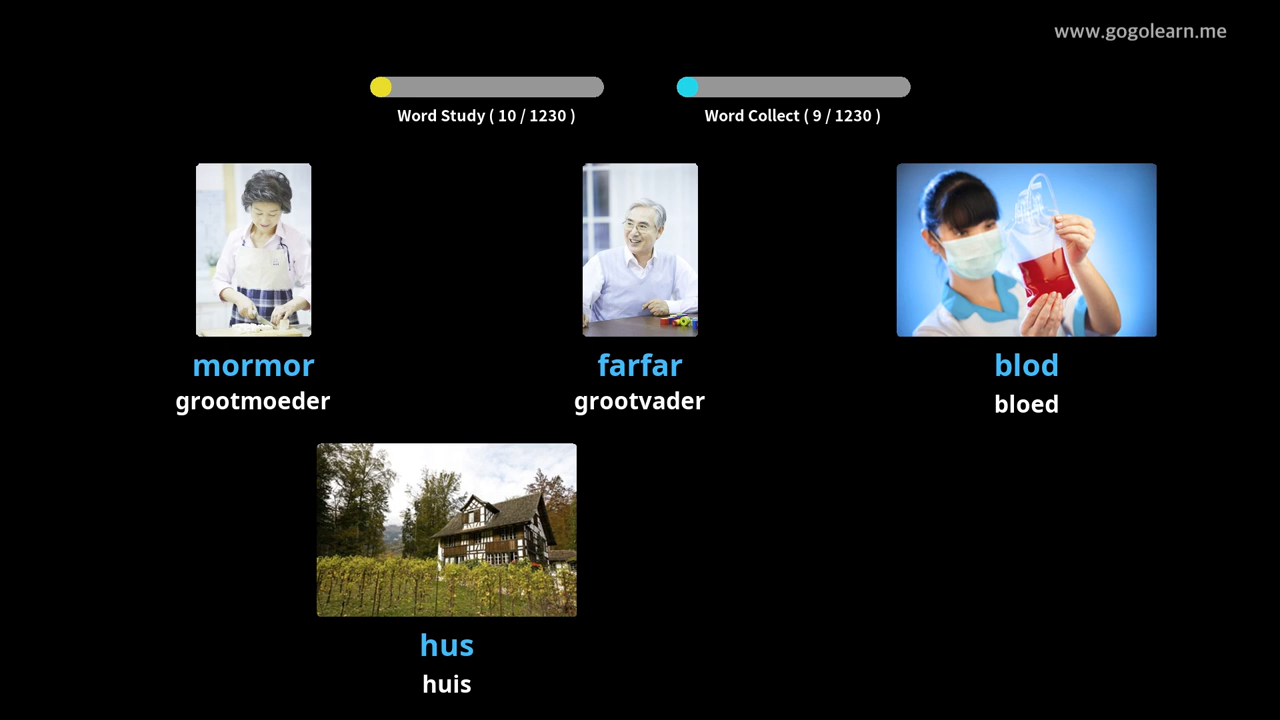 www.gogolearn.me
Word Study ( 10 / 1230 )
Word Collect ( 9 / 1230 )
mormor
grootmoeder
farfar
grootvader
blod
bloed
hus
huis